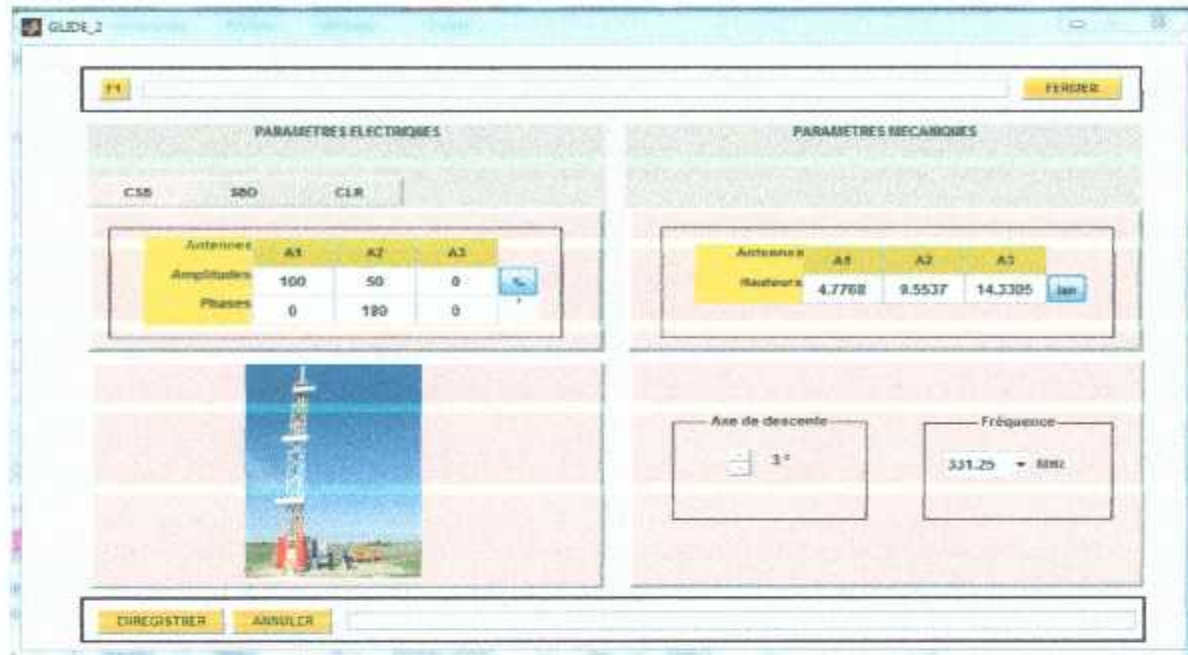 GLIDE_2
F1 FERMER
PARAMETRES ELECTRIQUES
PARAMETRES MECANIQUES
CSB SBO CLR
Antennes A1 A2 A3
Amplitudes 100 50 0 %
Phases 0 180 0
Antennes A1 A2 A3
Hauteurs 4.7768 9.5537 14.3305
Axe de descente
3°
Fréquence
331.25 MHz
ENREGISTRER ANNULER